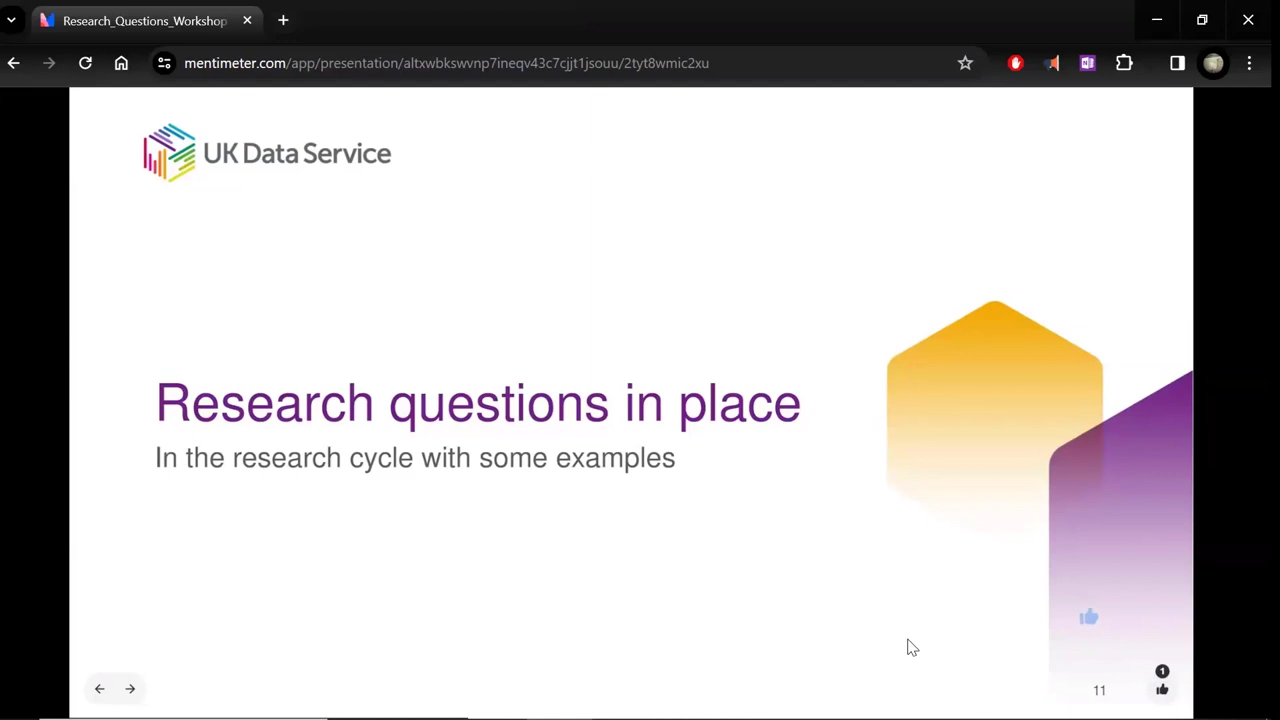 Research_Questions_Workshop
mentimeter.com/app/presentation/altxwbkswvnp7ineqv43c7cjjt1jsouu/2tyt8wmic2xu
UK Data Service
Research questions in place
In the research cycle with some examples
1
11